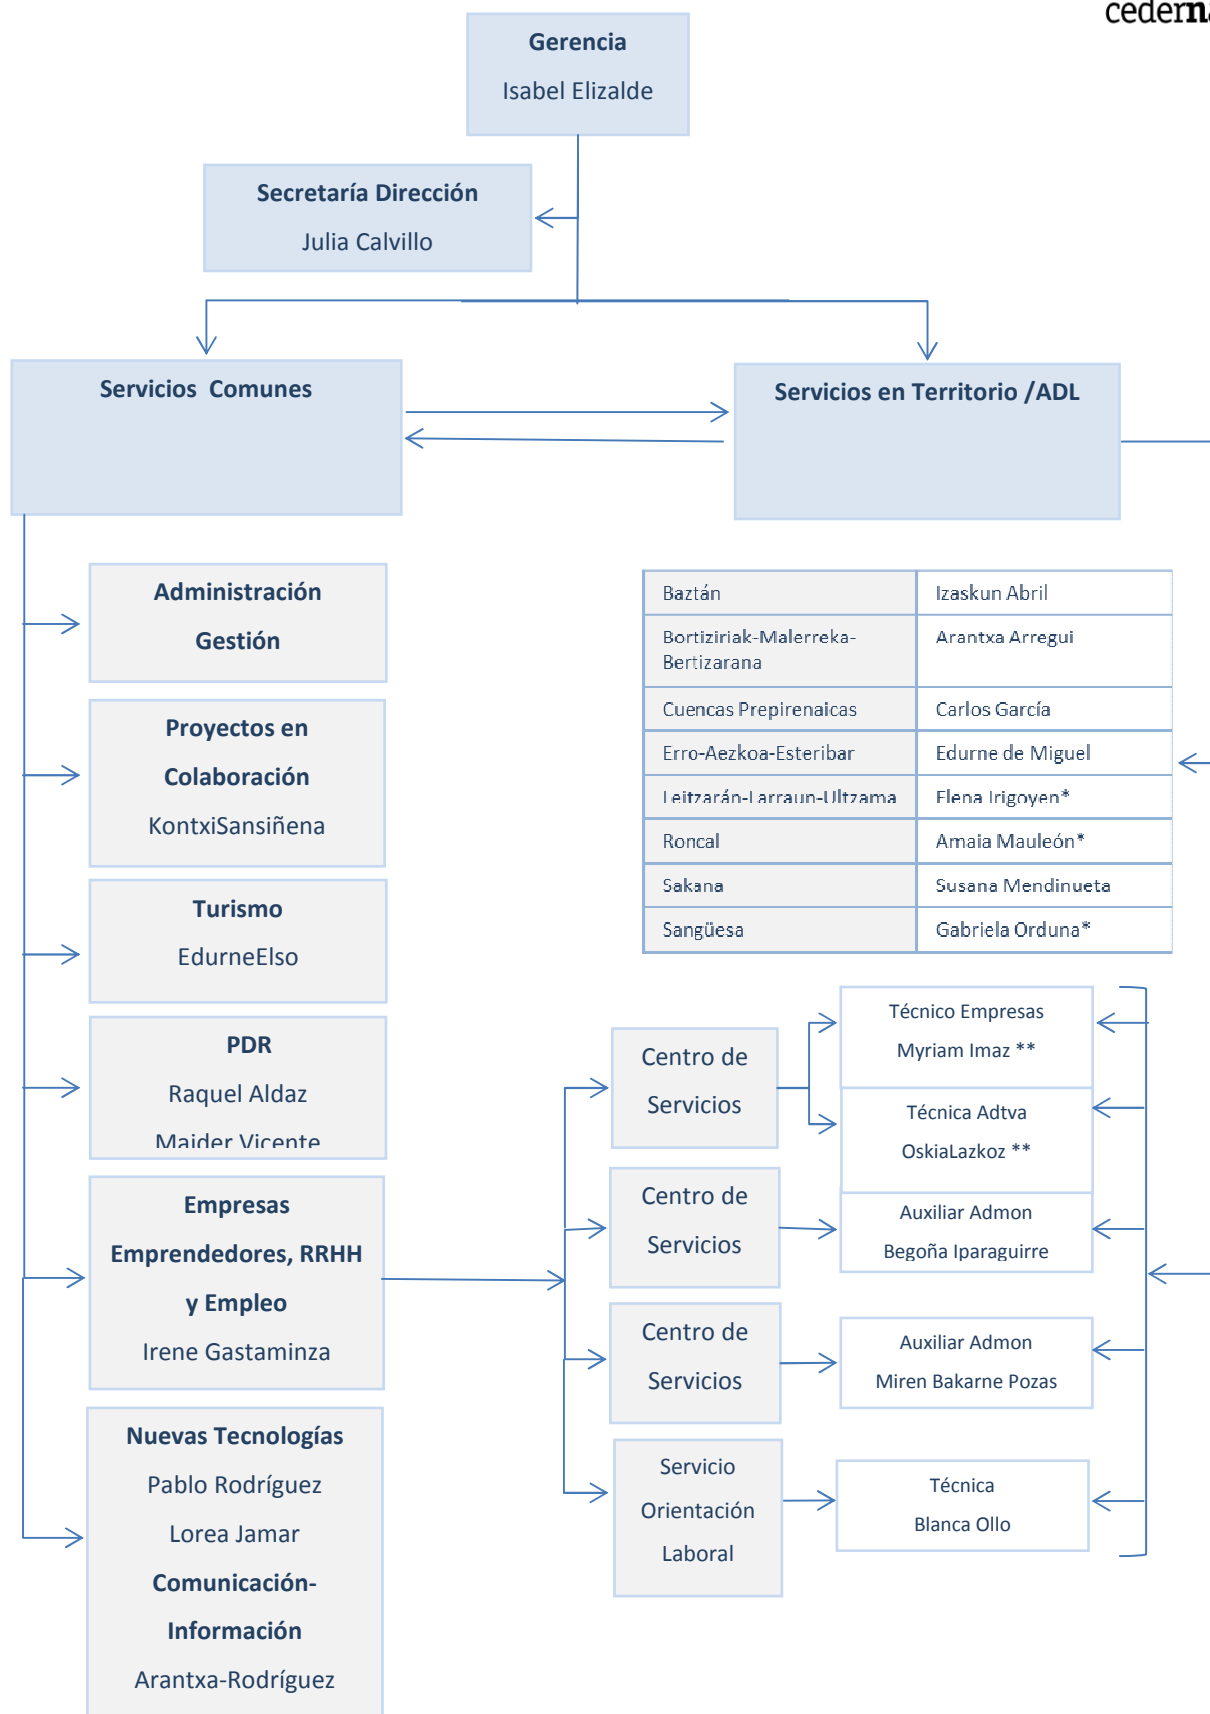 Gerencia
Isabel Elizalde
Secretaría Dirección
Julia Calvillo
Servicios Comunes
Servicios en Territorio /ADL
Administración
Gestión
Proyectos en
Colaboración
KontxiSansiñena
Turismo
EdurneElso
PDR
Raquel Aldaz
Maider Vicente
Empresas
Emprendedores, RRHH
y Empleo
Irene Gastaminza
Nuevas Tecnologías
Pablo Rodríguez
Lorea Jamar
Comunicación-
Información
Arantxa-Rodríguez
Baztán Izaskun Abril
Bortiziriak-Malerreka-
Bertizarana Arantxa Arregui
Cuencas Prepirenaicas Carlos García
Erro-Aezkoa-Esteribar Edurne de Miguel
Leitzarán-Larraun-Ultzama Elena Irigoyen*
Roncal Amaia Mauleón*
Sakana Susana Mendinueta
Sangüesa Gabriela Orduna*
Centro de
Servicios
Técnico Empresas
Myriam Imaz **
Técnica Adtva
OskiaLazkoz **
Centro de
Servicios
Auxiliar Admon
Begoña Iparaguirre
Centro de
Servicios
Auxiliar Admon
Miren Bakarne Pozas
Servicio
Orientación
Laboral
Técnica
Blanca Ollo